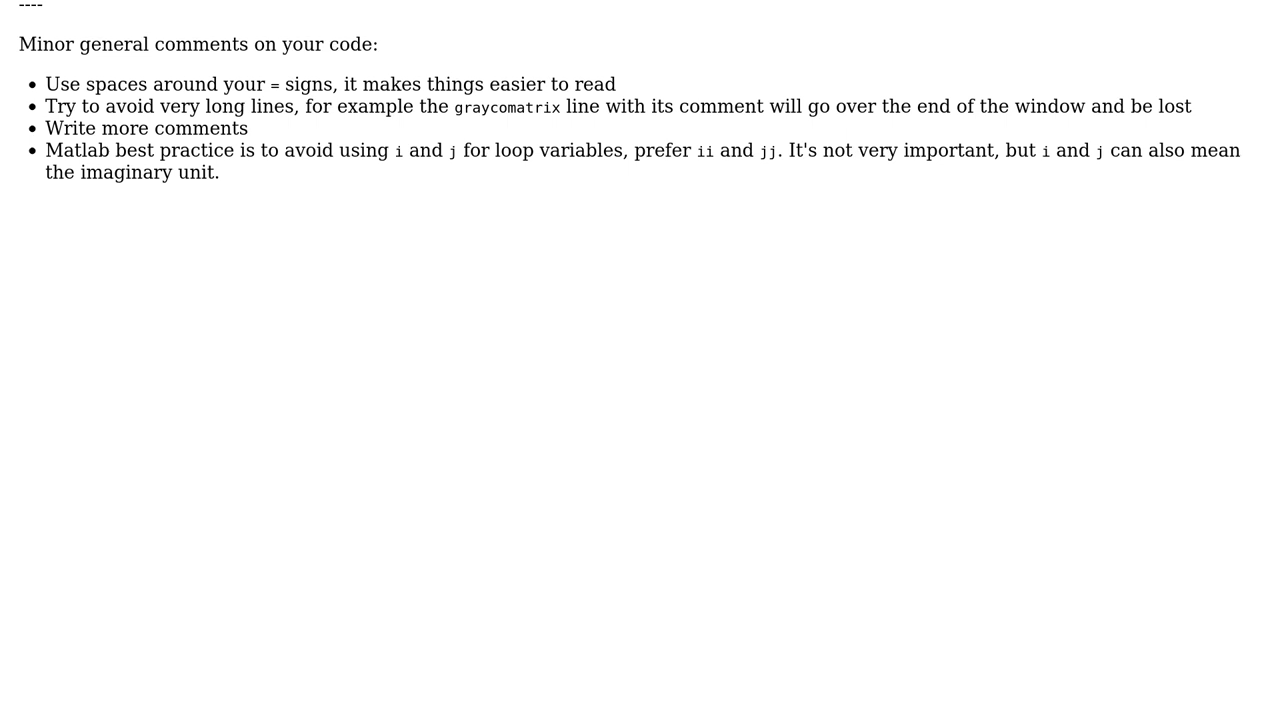 ----
Minor general comments on your code:
• Use spaces around your = signs, it makes things easier to read
• Try to avoid very long lines, for example the graycomatrix line with its comment will go over the end of the window and be lost
• Write more comments
• Matlab best practice is to avoid using i and j for loop variables, prefer ii and jj. It's not very important, but i and j can also mean
the imaginary unit.